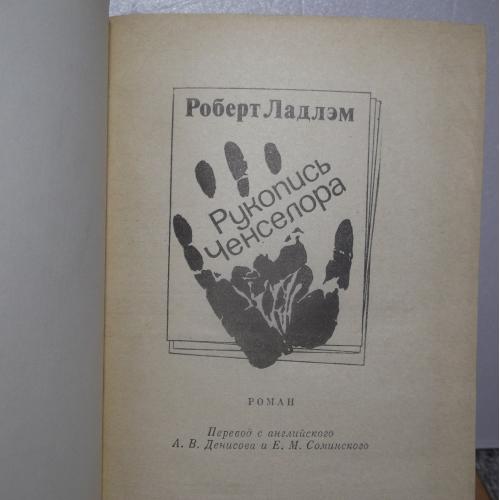 Роберт Ладлэм
Рукопись
Ченселора
РОМАН
Перевод с английского
А. В. Денисова и Е. М. Соминского